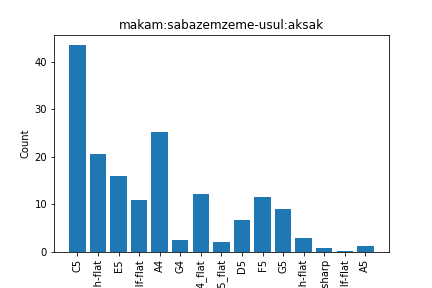 makam:sabazemzeme-usul:aksak
Count
40
30
20
10
0
C5
h-flat
E5
lf-flat
A4
G4
4_flat
5_flat
D5
F5
G5
h-flat
sharp
lf-flat
A5